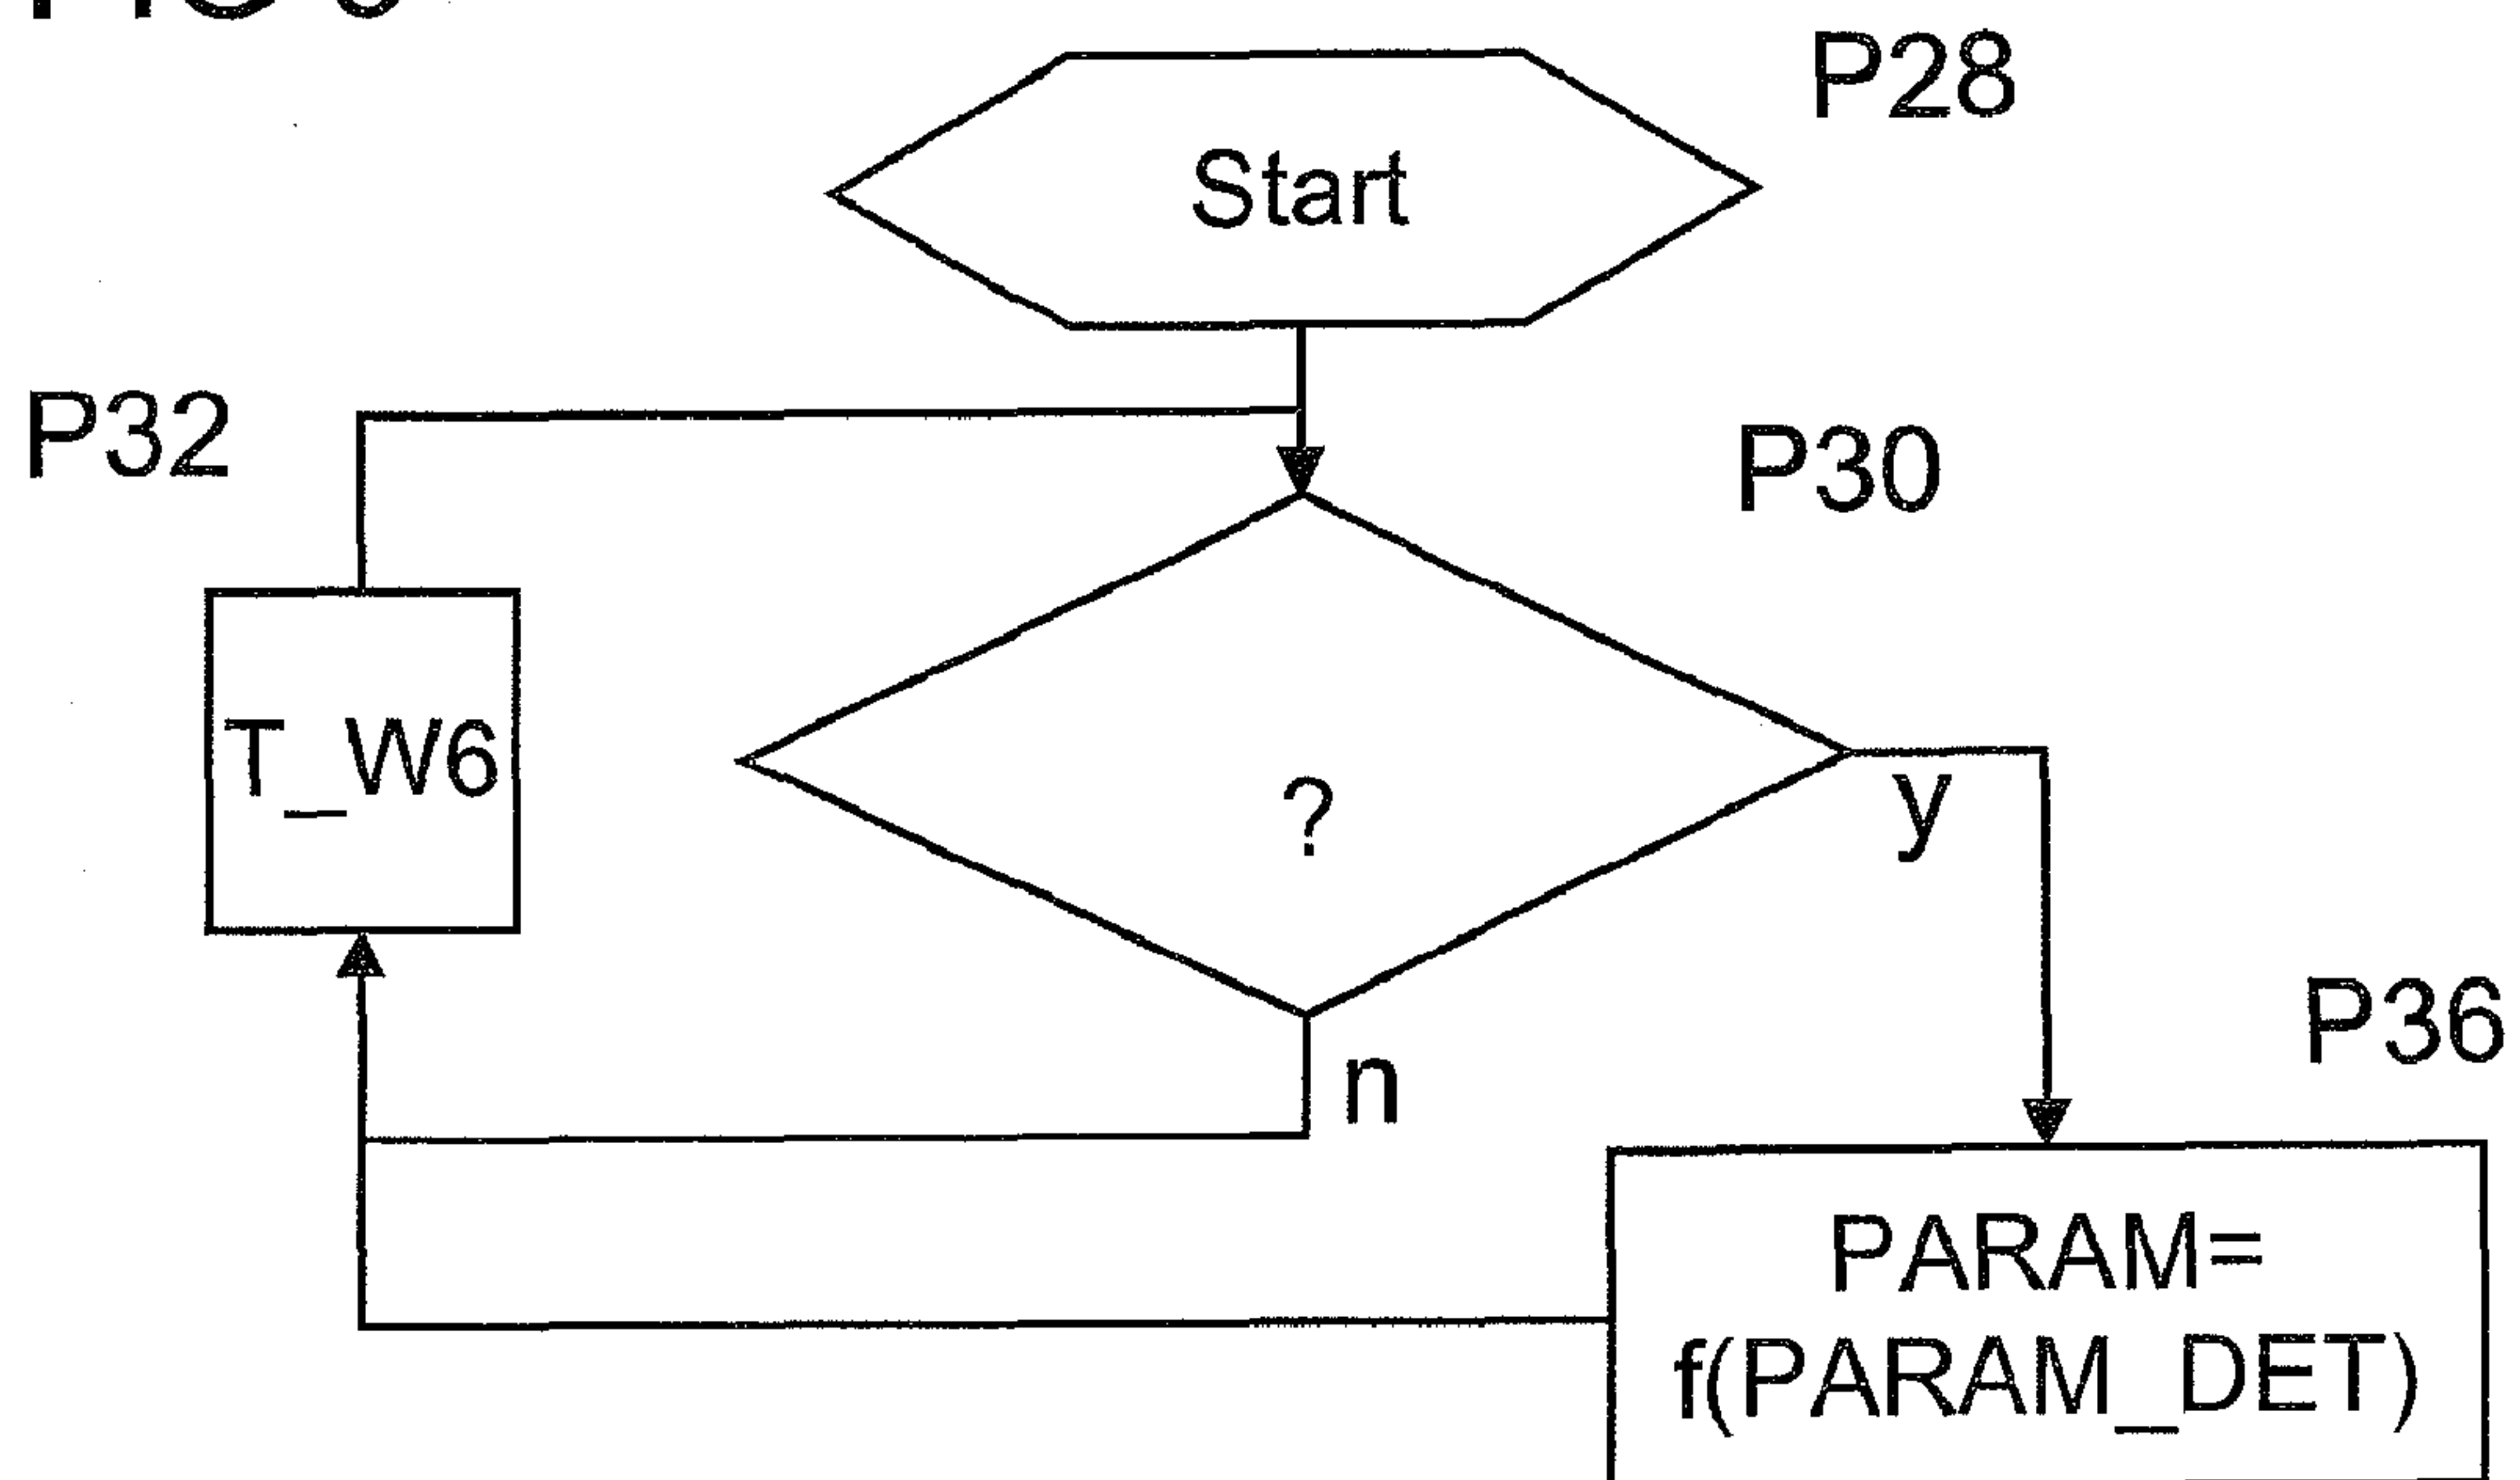 P28
Start
P32
P30
T_W6
?
y
n
P36
PARAM=
f(PARAM_DET)